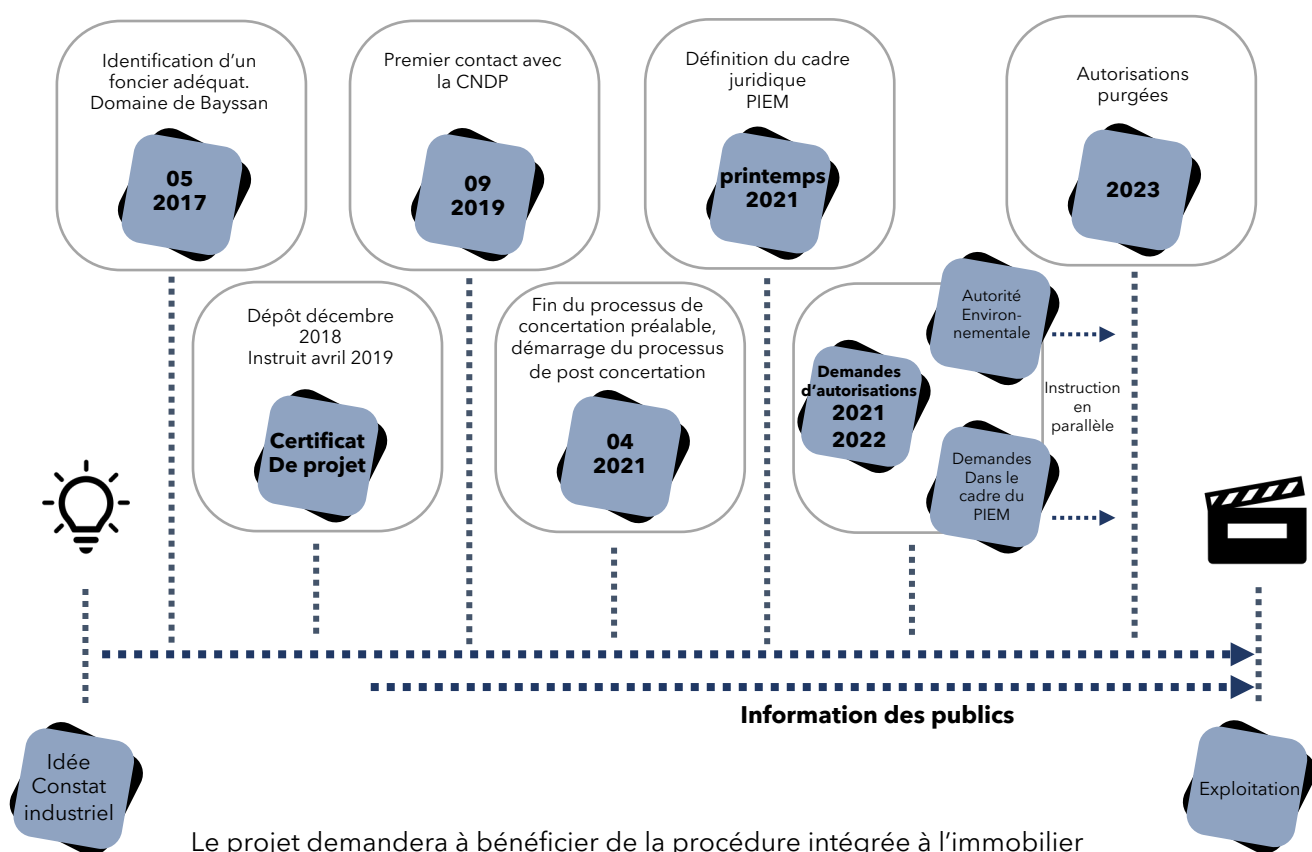 Identification d'un
foncier adéquat.
Domaine de Bayssan
05
2017
Premier contact avec
la CNDP
09
2019
Définition du cadre
juridique
PIEM
printemps
2021
Autorisations
purgées
2023
Dépôt décembre
2018
Instruit avril 2019
Certificat
De projet
Fin du processus de
concertation préalable,
démarrage du processus
de post concertation
04
2021
Demandes
d'autorisations
2021
2022
Autorité
Environ-
nementale
Demandes
Dans le
cadre du
PIEM
Instruction
en
parallèle
Information des publics
Idée
Constat
industriel
Exploitation
Le projet demandera à bénéficier de la procédure intégrée à l'immobilier